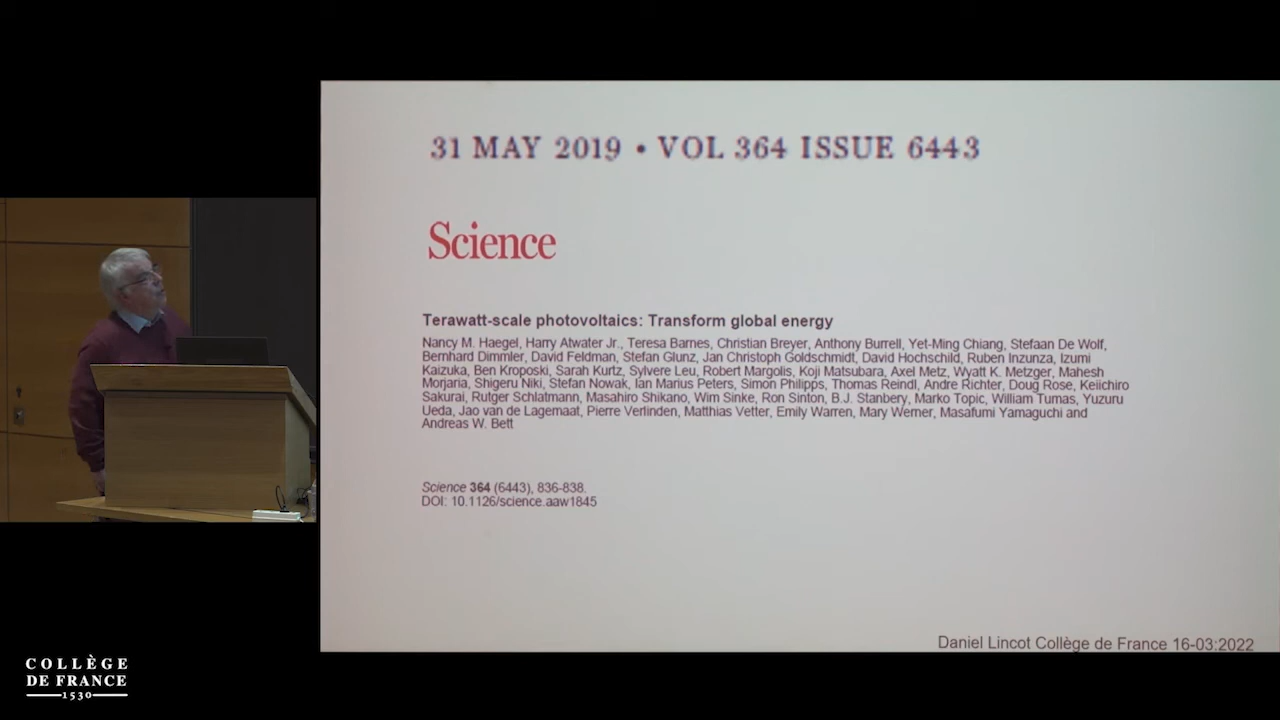 31 MAY 2019 • VOL 364 ISSUE 6443
Science
Terawatt-scale photovoltaics: Transform global energy
Nancy M. Haegel, Harry Atwater Jr., Teresa Barnes, Christian Breyer, Anthony Burrell, Yet-Ming Chiang, Stefaan De Wolf,
Bernhard Dimmler, David Feldman, Stefan Glunz, Jan Christoph Goldschmidt, David Hochschild, Ruben Inzunza, Izumi
Kaizuka, Ben Kroposki, Sarah Kurtz, Sylvere Leu, Robert Margolis, Koji Matsubara, Axel Metz, Wyatt K. Metzger, Mahesh
Morjaria, Shigeru Niki, Stefan Nowak, Ian Marius Peters, Simon Philipps, Thomas Reindl, Andre Richter, Doug Rose, Keiichiro
Sakurai, Rutger Schlatmann, Masahiro Shikano, Wim Sinke, Ron Sinton, B.J. Stanbery, Marko Topic, William Tumas, Yuzuru
Ueda, Jao van de Lagemaat, Pierre Verlinden, Matthias Vetter, Emily Warren, Mary Werner, Masafumi Yamaguchi and
Andreas W. Bett
Science 364 (6443), 836-838.
DOI: 10.1126/science.aaw1845
Daniel Lincot Collège de France 16-03:2022
COLLÈGE
DE FRANCE
1530